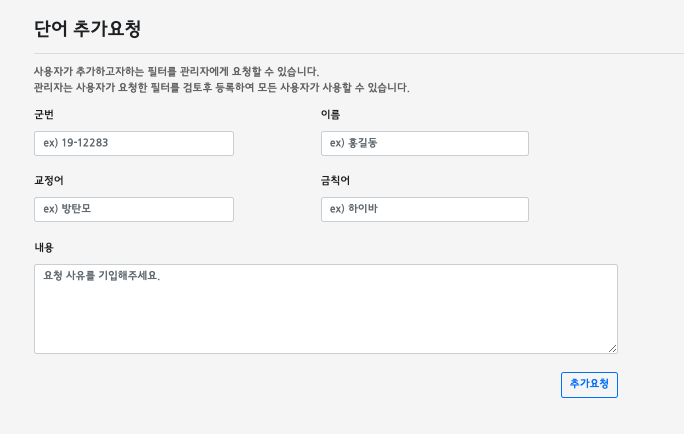 단어 추가요청
사용자가 추가하고자하는 필터를 관리자에게 요청할 수 있습니다.
관리자는 사용자가 요청한 필터를 검토후 등록하여 모든 사용자가 사용할 수 있습니다.
군번 이름
ex) 19-12283 ex) 홍길동
교정어 금칙어
ex) 방탄모 ex) 하이바
내용
요청 사유를 기입해주세요.
추가요청